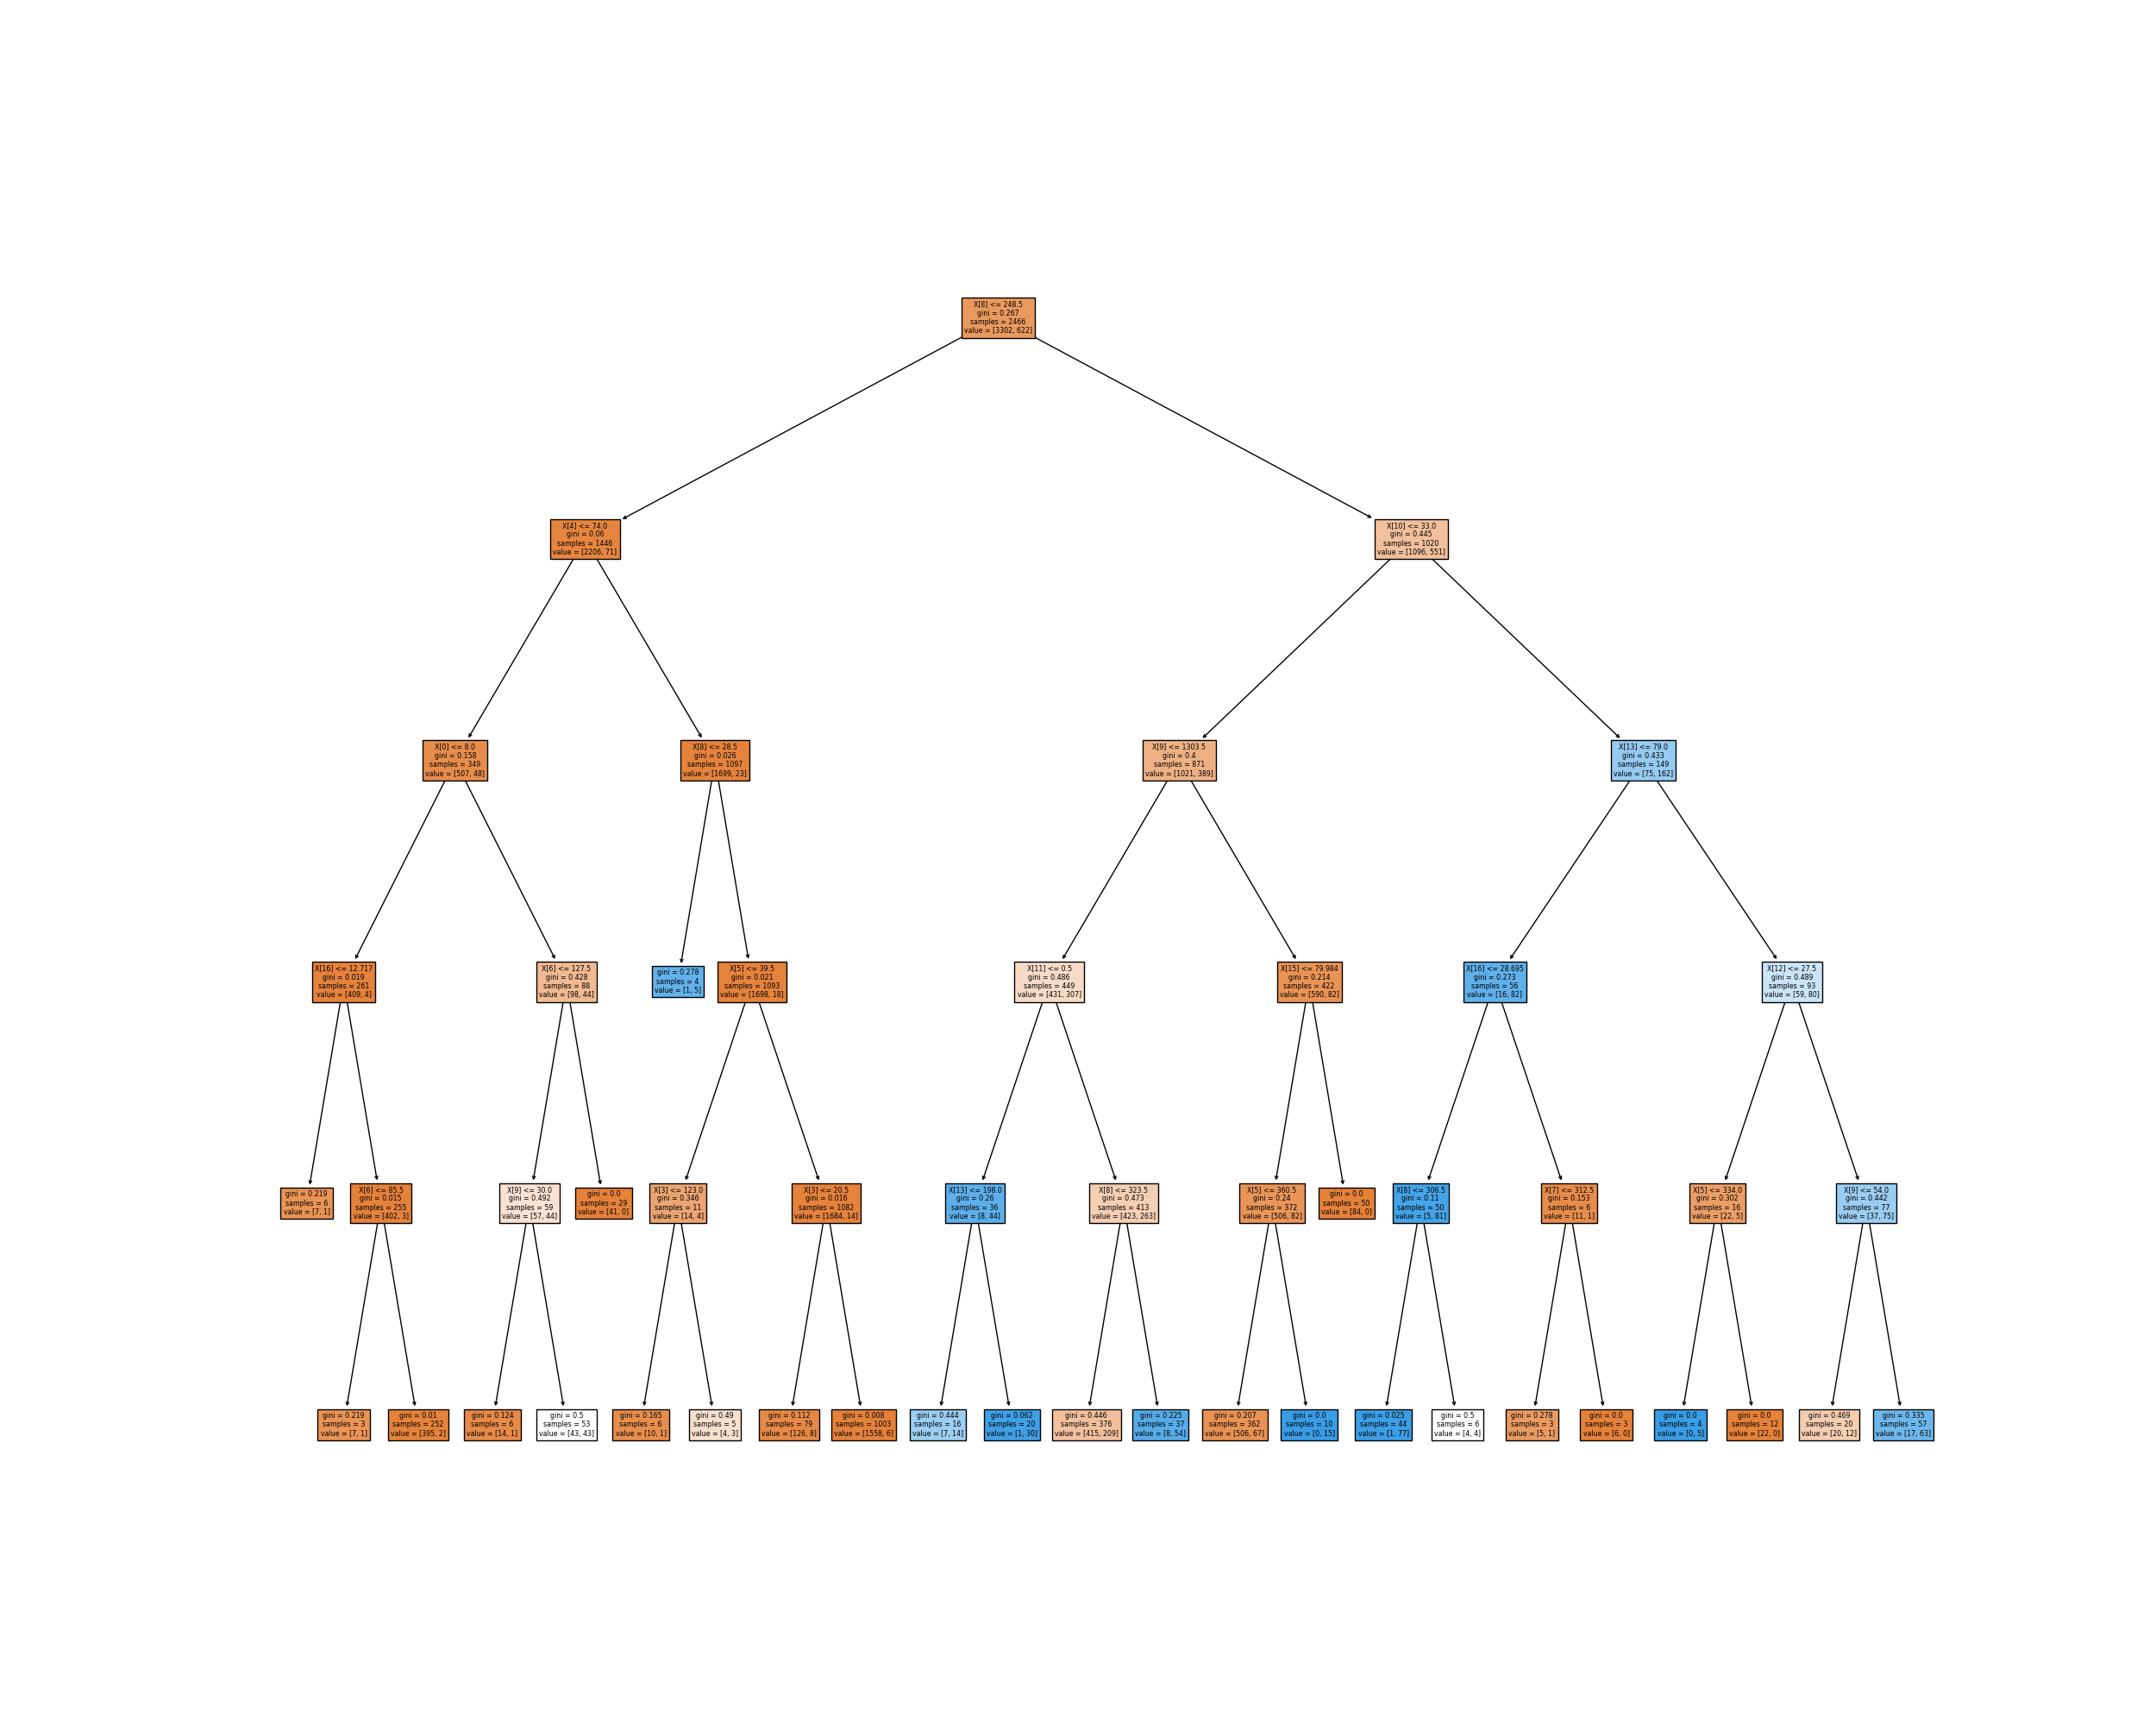 X[8] <= 248.5
gini = 0.267
samples = 2466
value = [3302, 622]
X[4] <= 74.0
gini = 0.06
samples = 1446
value = [2206, 71]
X[10] <= 33.0
gini = 0.445
samples = 1020
value = [1096, 551]
X[0] <= 8.0
gini = 0.158
samples = 349
value = [507, 48]
X[8] <= 28.5
gini = 0.026
samples = 1097
value = [1699, 23]
X[9] <= 1303.5
gini = 0.4
samples = 871
value = [1021, 389]
X[13] <= 79.0
gini = 0.433
samples = 149
value = [75, 162]
X[16] <= 12.717
gini = 0.019
samples = 261
value = [409, 4]
X[6] <= 127.5
gini = 0.428
samples = 88
value = [98, 44]
gini = 0.278
samples = 4
value = [1, 5]
X[5] <= 39.5
gini = 0.021
samples = 1093
value = [1698, 18]
X[11] <= 0.5
gini = 0.486
samples = 449
value = [431, 307]
X[15] <= 79.984
gini = 0.214
samples = 422
value = [590, 82]
X[16] <= 28.695
gini = 0.273
samples = 56
value = [16, 82]
X[12] <= 27.5
gini = 0.489
samples = 93
value = [59, 80]
gini = 0.219
samples = 6
value = [7, 1]
X[6] <= 85.5
gini = 0.015
samples = 255
value = [402, 3]
X[9] <= 30.0
gini = 0.492
samples = 59
value = [57, 44]
gini = 0.0
samples = 29
value = [41, 0]
X[3] <= 123.0
gini = 0.346
samples = 11
value = [14, 4]
X[3] <= 20.5
gini = 0.016
samples = 1082
value = [1684, 14]
X[13] <= 198.0
gini = 0.26
samples = 36
value = [8, 44]
X[8] <= 323.5
gini = 0.473
samples = 413
value = [423, 263]
X[5] <= 360.5
gini = 0.24
samples = 372
value = [506, 82]
gini = 0.0
samples = 50
value = [84, 0]
X[8] <= 306.5
gini = 0.11
samples = 50
value = [5, 81]
X[7] <= 312.5
gini = 0.153
samples = 6
value = [11, 1]
X[5] <= 334.0
gini = 0.302
samples = 16
value = [22, 5]
X[9] <= 54.0
gini = 0.442
samples = 77
value = [37, 75]
gini = 0.219
samples = 3
value = [7, 1]
gini = 0.01
samples = 252
value = [395, 2]
gini = 0.124
samples = 6
value = [14, 1]
gini = 0.5
samples = 53
value = [43, 43]
gini = 0.165
samples = 6
value = [10, 1]
gini = 0.49
samples = 5
value = [4, 3]
gini = 0.112
samples = 79
value = [126, 8]
gini = 0.008
samples = 1003
value = [1558, 6]
gini = 0.444
samples = 16
value = [7, 14]
gini = 0.062
samples = 20
value = [1, 30]
gini = 0.446
samples = 376
value = [415, 209]
gini = 0.225
samples = 37
value = [8, 54]
gini = 0.207
samples = 362
value = [506, 67]
gini = 0.0
samples = 10
value = [0, 15]
gini = 0.025
samples = 44
value = [1, 77]
gini = 0.5
samples = 6
value = [4, 4]
gini = 0.278
samples = 3
value = [5, 1]
gini = 0.0
samples = 3
value = [6, 0]
gini = 0.0
samples = 4
value = [0, 5]
gini = 0.0
samples = 12
value = [22, 0]
gini = 0.469
samples = 20
value = [20, 12]
gini = 0.335
samples = 57
value = [17, 63]